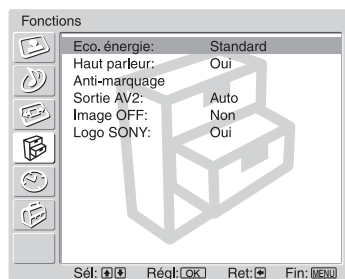 Fonctions
Eco. énergie: Standard
Haut parleur: Oui
Anti-marquage
Sortie AV2: Auto
Image OFF: Non
Logo SONY: Oui
Sél: Régl: OK Ret: Fin: MENU